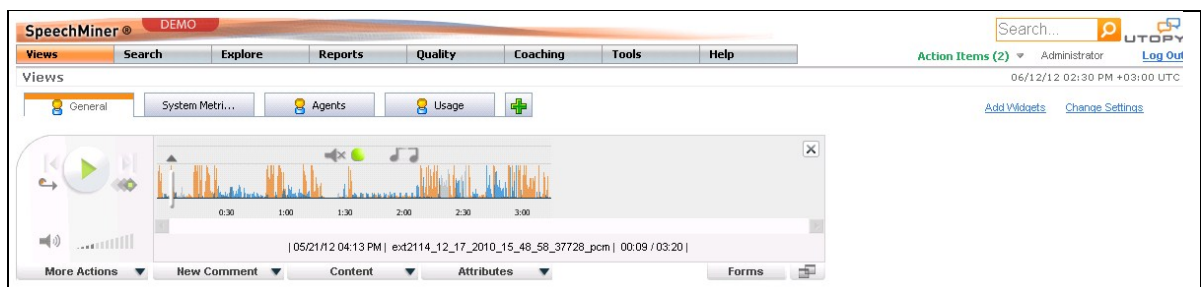 SpeechMiner ® DEMO Search... UTOPY
Views Search Explore Reports Quality Coaching Tools Help Action Items (2) Administrator Log Out
Views 06/12/12 02:30 PM +03:00 UTC
General System Metri... Agents Usage Add Widgets Change Settings
0:30 1:00 1:30 2:00 2:30 3:00
| 05/21/12 04:13 PM | ext2114_12_17_2010_15_48_58_37728_pcm | 00:09 / 03:20 |
More Actions New Comment Content Attributes Forms